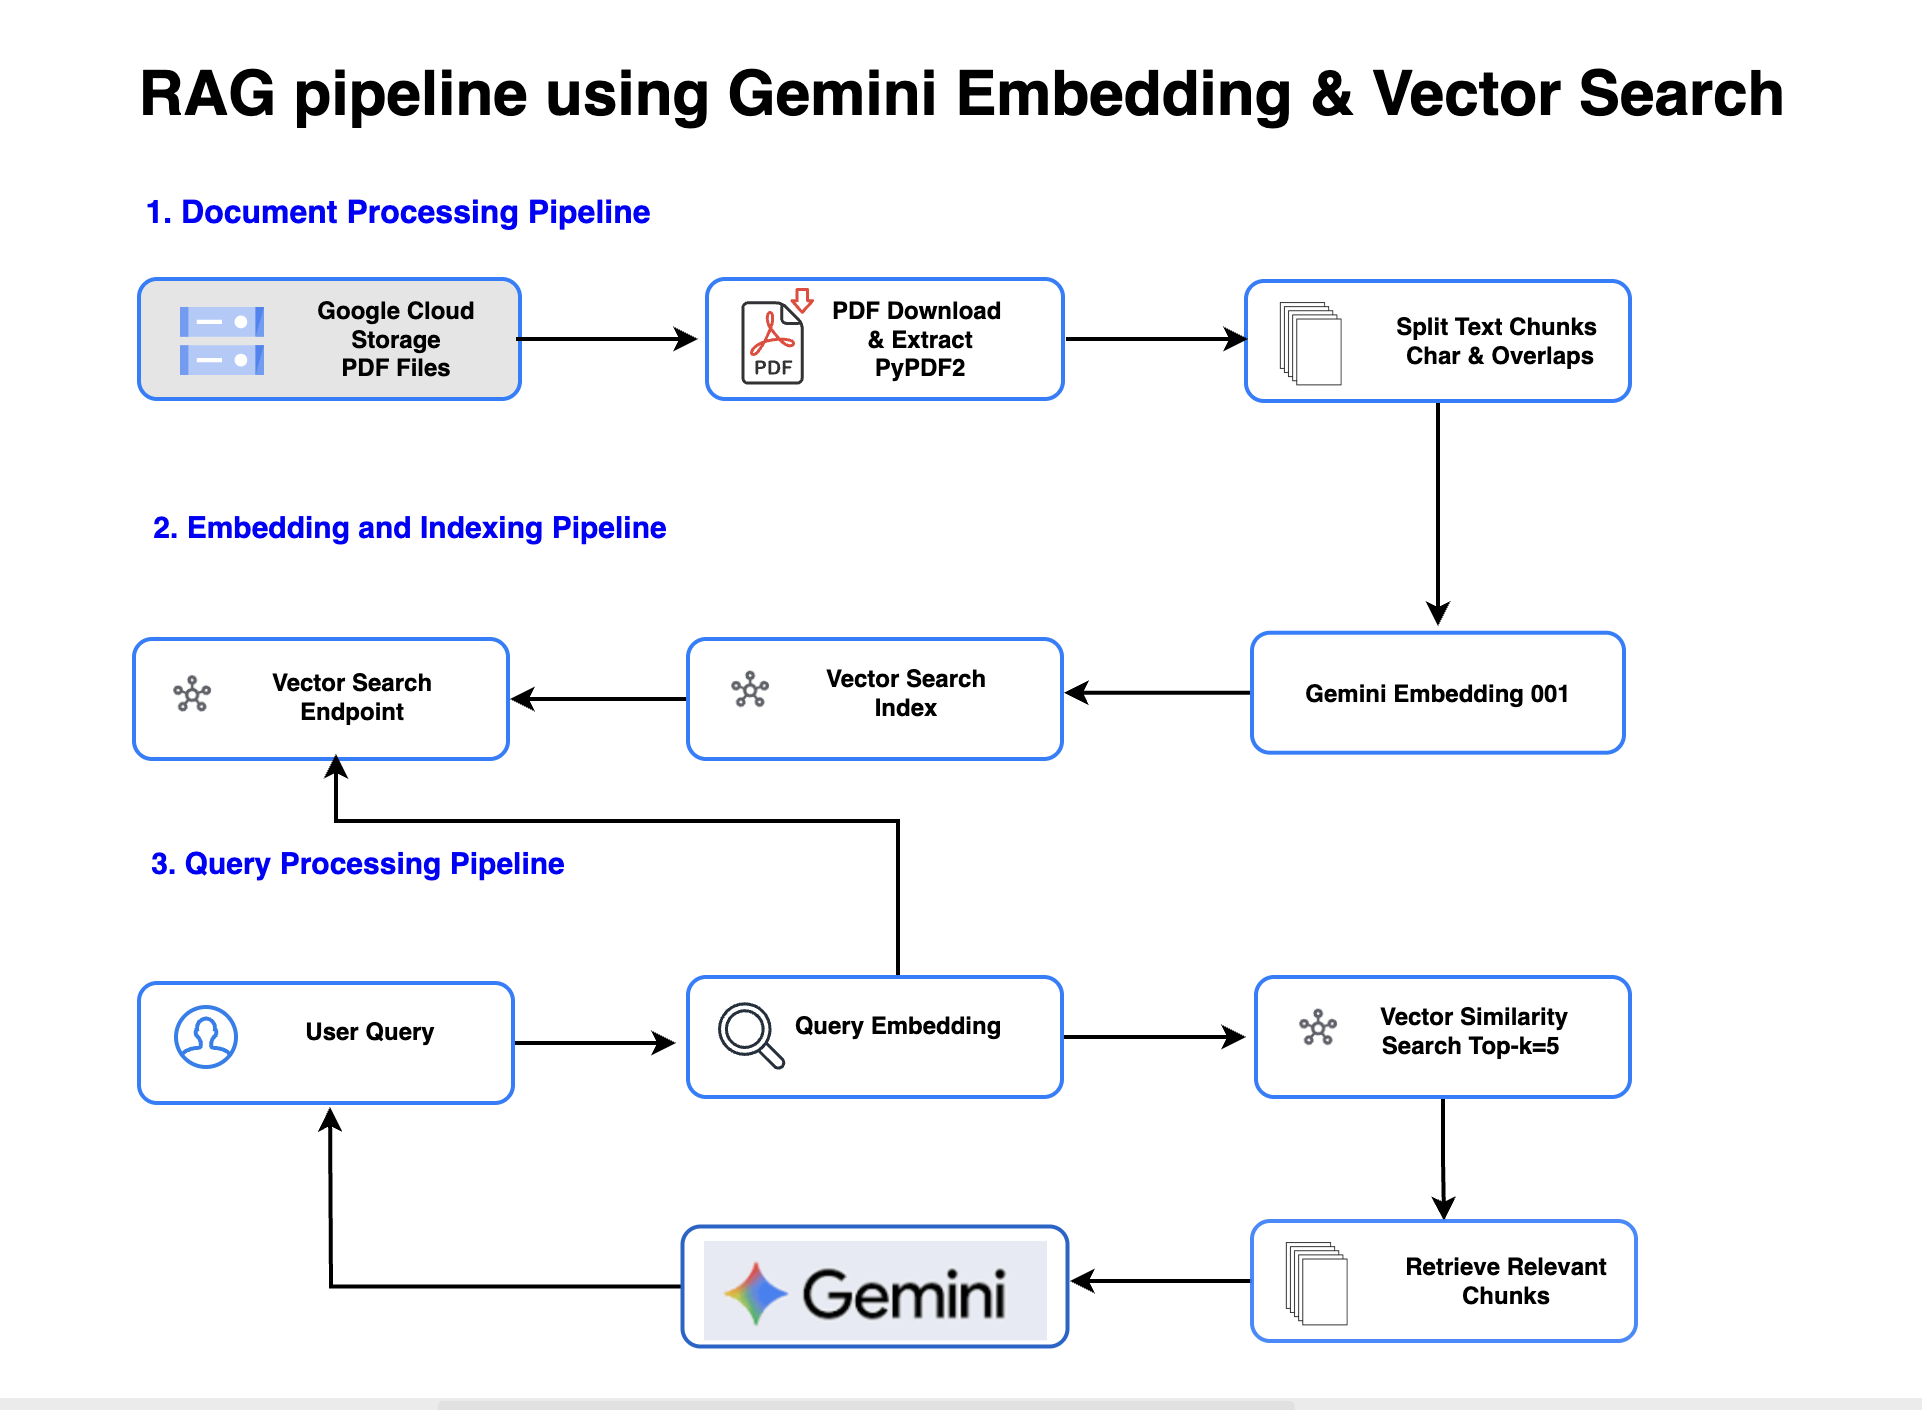 RAG pipeline using Gemini Embedding & Vector Search
1. Document Processing Pipeline
Google Cloud
Storage
PDF Files
PDF
PDF Download
& Extract
PyPDF2
Split Text Chunks
Char & Overlaps
2. Embedding and Indexing Pipeline
Vector Search
Endpoint
Vector Search
Index
Gemini Embedding 001
3. Query Processing Pipeline
User Query
Query Embedding
Vector Similarity
Search Top-k=5
Gemini
Retrieve Relevant
Chunks